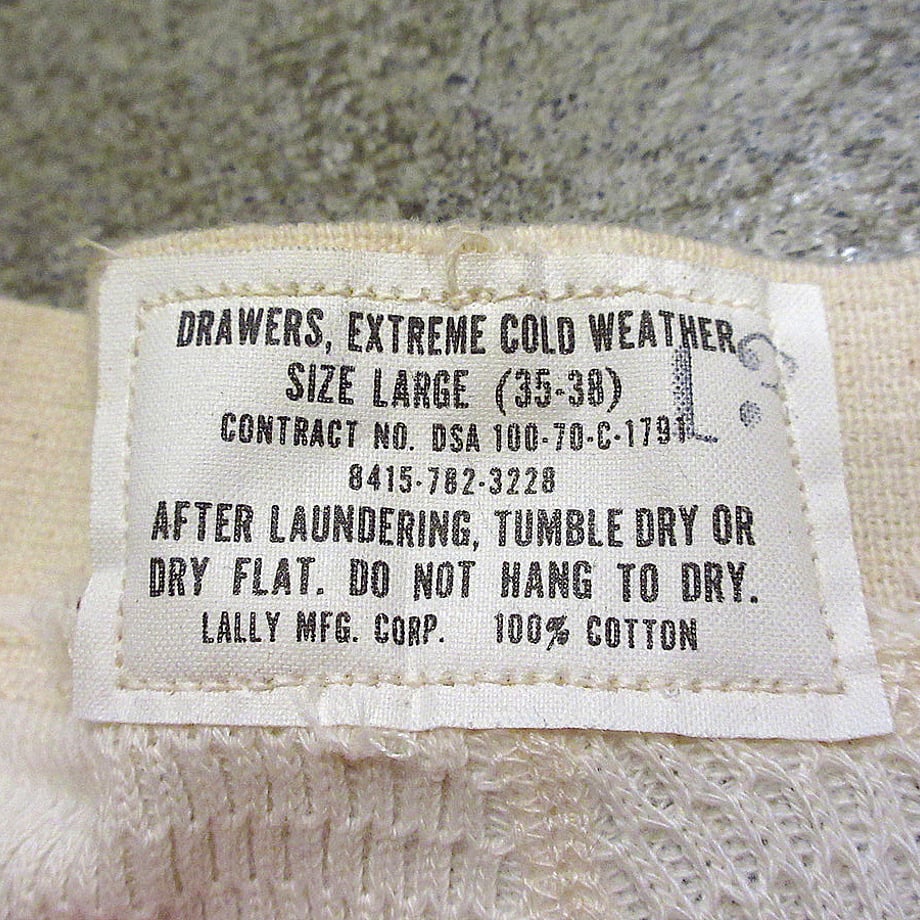 DRAWERS, EXTREME COLD WEATHER
SIZE LARGE (35-38)
CONTRACT NO. DSA 100-70-C-1791
8415-782-3228
AFTER LAUNDERING, TUMBLE DRY OR
DRY FLAT. DO NOT HANG TO DRY.
LALLY MFG. CORP. 100% COTTON